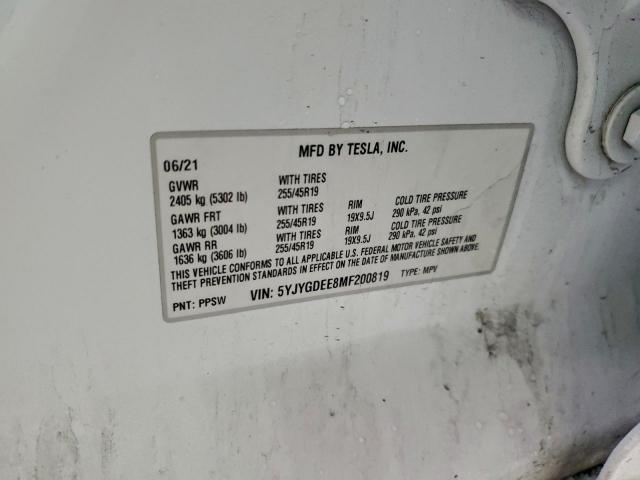 MFD BY TESLA, INC.
06/21
GVWR WITH TIRES
2405 kg (5302 lb) 255/45R19
GAWR FRT WITH TIRES RIM COLD TIRE PRESSURE
1363 kg (3004 lb) 255/45R19 19X9.5J 290 kPa, 42 psi
GAWR RR WITH TIRES RIM COLD TIRE PRESSURE
1636 kg (3606 lb) 255/45R19 19X9.5J 290 kPa, 42 psi
THIS VEHICLE CONFORMS TO ALL APPLICABLE U.S. FEDERAL MOTOR VEHICLE SAFETY AND
THEFT PREVENTION STANDARDS IN EFFECT ON THE DATE OF MANUFACTURE SHOWN ABOVE.
PNT: PPSW VIN: 5YJYGDEE8MF200819 TYPE: MPV